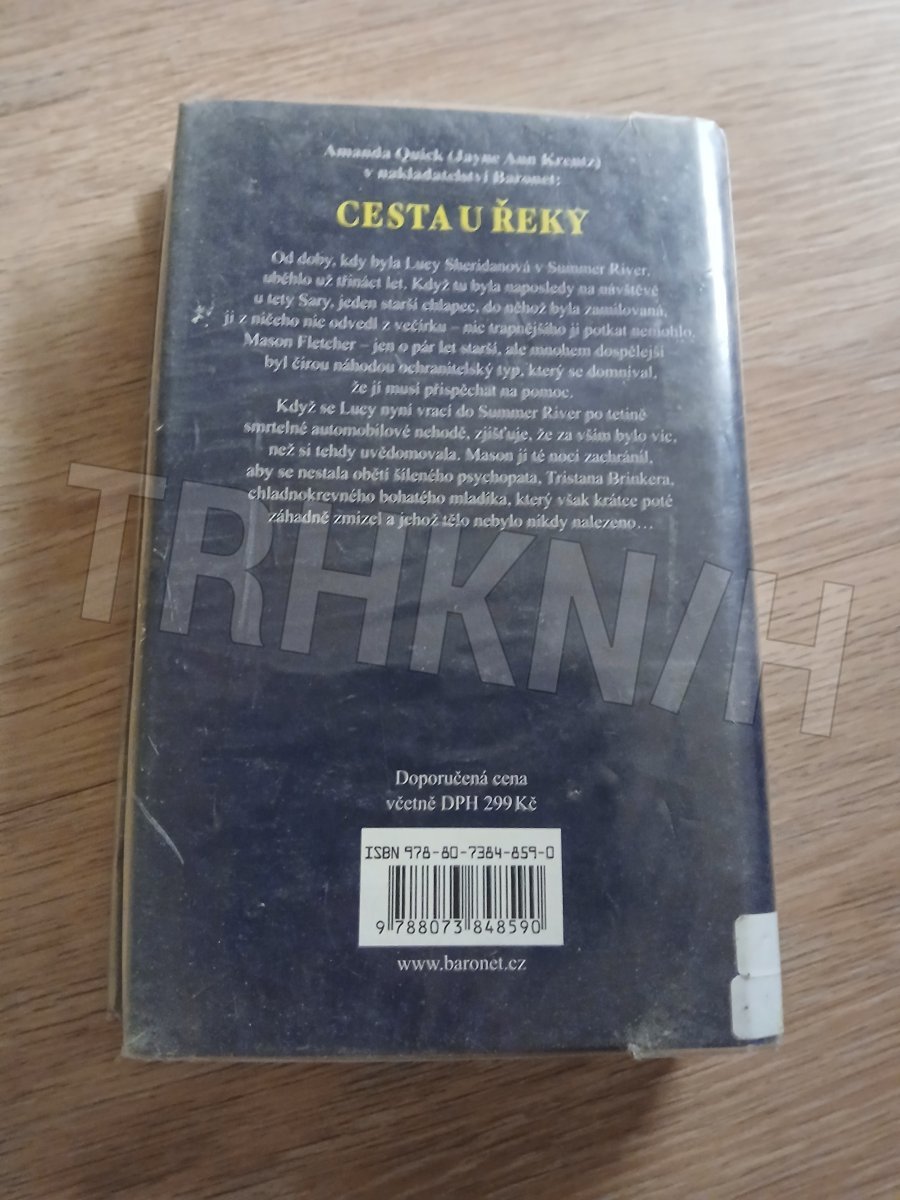 Amanda Quick (Jayne Ann Krentz)
v nakladatelství Baronet:
CESTA U ŘEKY
Od doby, kdy byla Lucy Sheridanová v Summer River,
uběhlo už třináct let. Když tu byla naposledy na návštěvě
u tety Sary, jeden starší chlapec, do něhož byla zamilovaná,
ji z ničeho nic odvedl z večírku – nic trapnějšího ji potkat nemohlo.
Mason Fletcher – jen o pár let starší, ale mnohem dospělejší –
byl čirou náhodou ochranitelský typ, který se domníval,
že jí musí přispěchat na pomoc.
Když se Lucy nyní vrací do Summer River po tetině
smrtelné automobilové nehodě, zjišťuje, že za vším bylo víc,
než si tehdy uvědomovala. Mason ji té noci zachránil,
aby se nestala obětí šíleného psychopata, Tristana Brinkera,
chladnokrevného bohatého mladíka, který však krátce poté
záhadně zmizel a jehož tělo nebylo nikdy nalezeno…
TRHKNIH
Doporučená cena
včetně DPH 299 Kč
ISBN 978-80-7384-859-0
9 788073 848590
www.baronet.cz